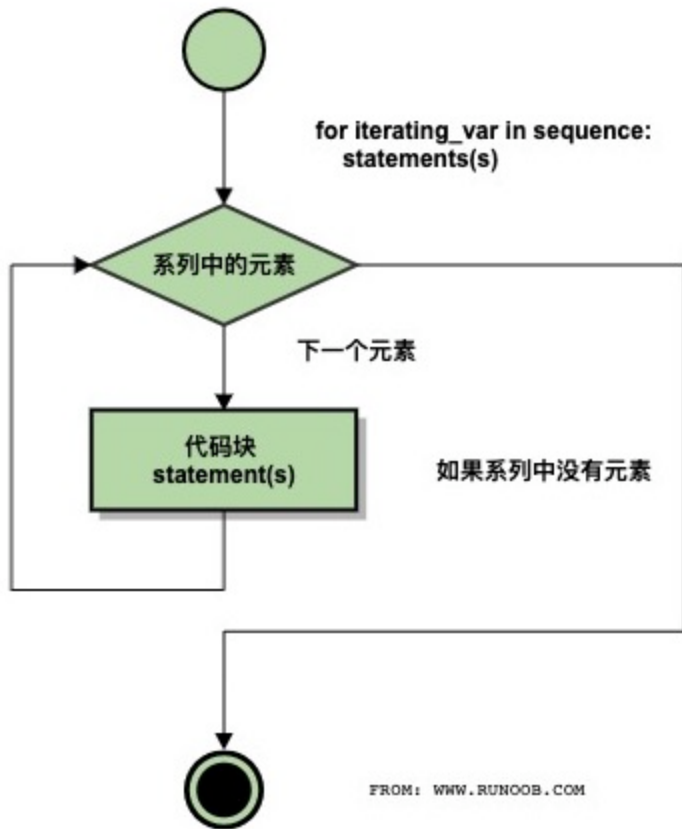 for iterating_var in sequence:
statements(s)
系列中的元素
下一个元素
代码块
statement(s)
如果系列中没有元素
FROM: WWW.RUNOOB.COM